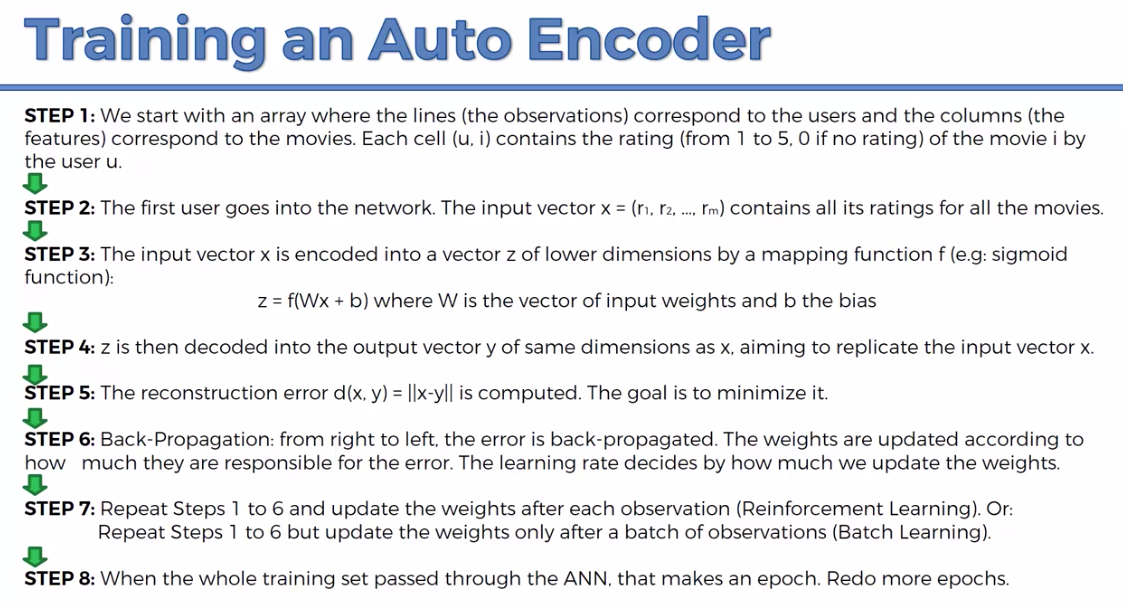 Training an Auto Encoder
STEP 1: We start with an array where the lines (the observations) correspond to the users and the columns (the
features) correspond to the movies. Each cell (u, i) contains the rating (from 1 to 5, 0 if no rating) of the movie i by
the user u.
STEP 2: The first user goes into the network. The input vector x = (r₁, r₂, ..., rₘ) contains all its ratings for all the movies.
STEP 3: The input vector x is encoded into a vector z of lower dimensions by a mapping function f (e.g: sigmoid
function):
z = f(Wx + b) where W is the vector of input weights and b the bias
STEP 4: z is then decoded into the output vector y of same dimensions as x, aiming to replicate the input vector x.
STEP 5: The reconstruction error d(x, y) = ||x-y|| is computed. The goal is to minimize it.
STEP 6: Back-Propagation: from right to left, the error is back-propagated. The weights are updated according to
how much they are responsible for the error. The learning rate decides by how much we update the weights.
STEP 7: Repeat Steps 1 to 6 and update the weights after each observation (Reinforcement Learning). Or:
Repeat Steps 1 to 6 but update the weights only after a batch of observations (Batch Learning).
STEP 8: When the whole training set passed through the ANN, that makes an epoch. Redo more epochs.